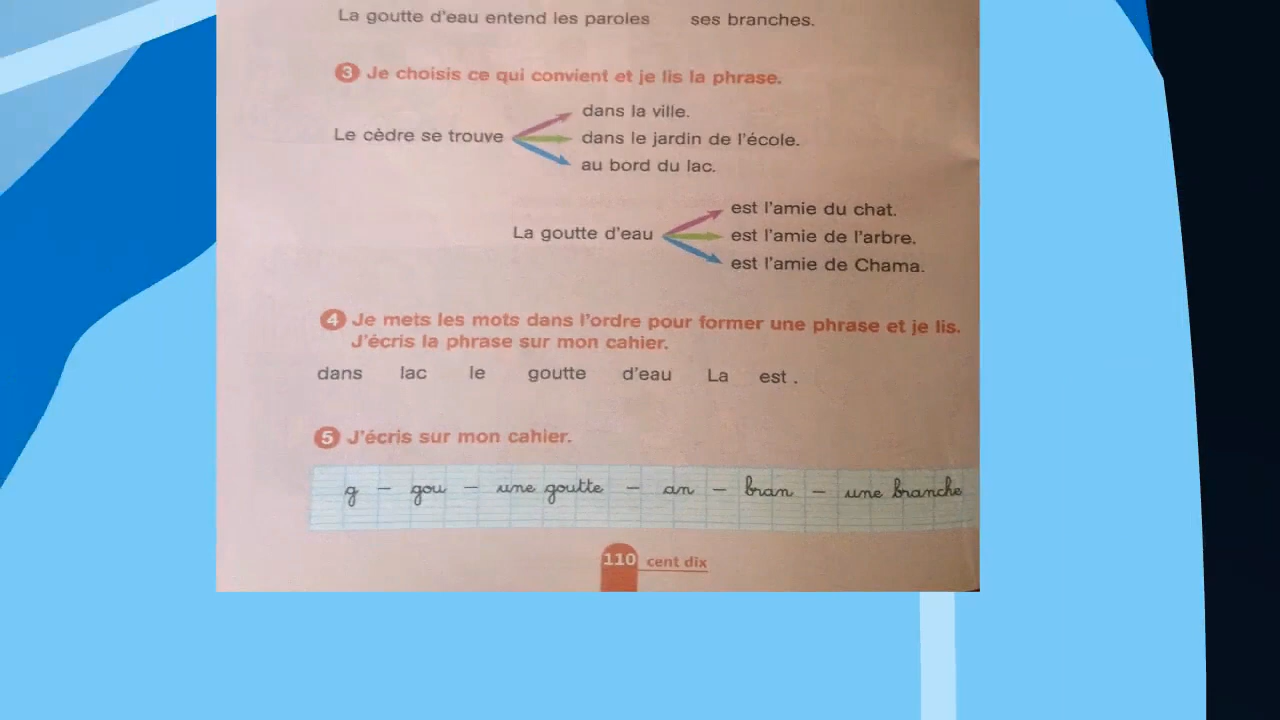 La goutte d'eau entend les paroles ses branches.
3 Je choisis ce qui convient et je lis la phrase.
dans la ville.
Le cèdre se trouve dans le jardin de l'école.
au bord du lac.
est l'amie du chat.
La goutte d'eau est l'amie de l'arbre.
est l'amie de Chama.
4 Je mets les mots dans l'ordre pour former une phrase et je lis.
J'écris la phrase sur mon cahier.
dans lac le goutte d'eau La est .
5 J'écris sur mon cahier.
g – gou – une goutte – an – bran – une branche
110 cent dix